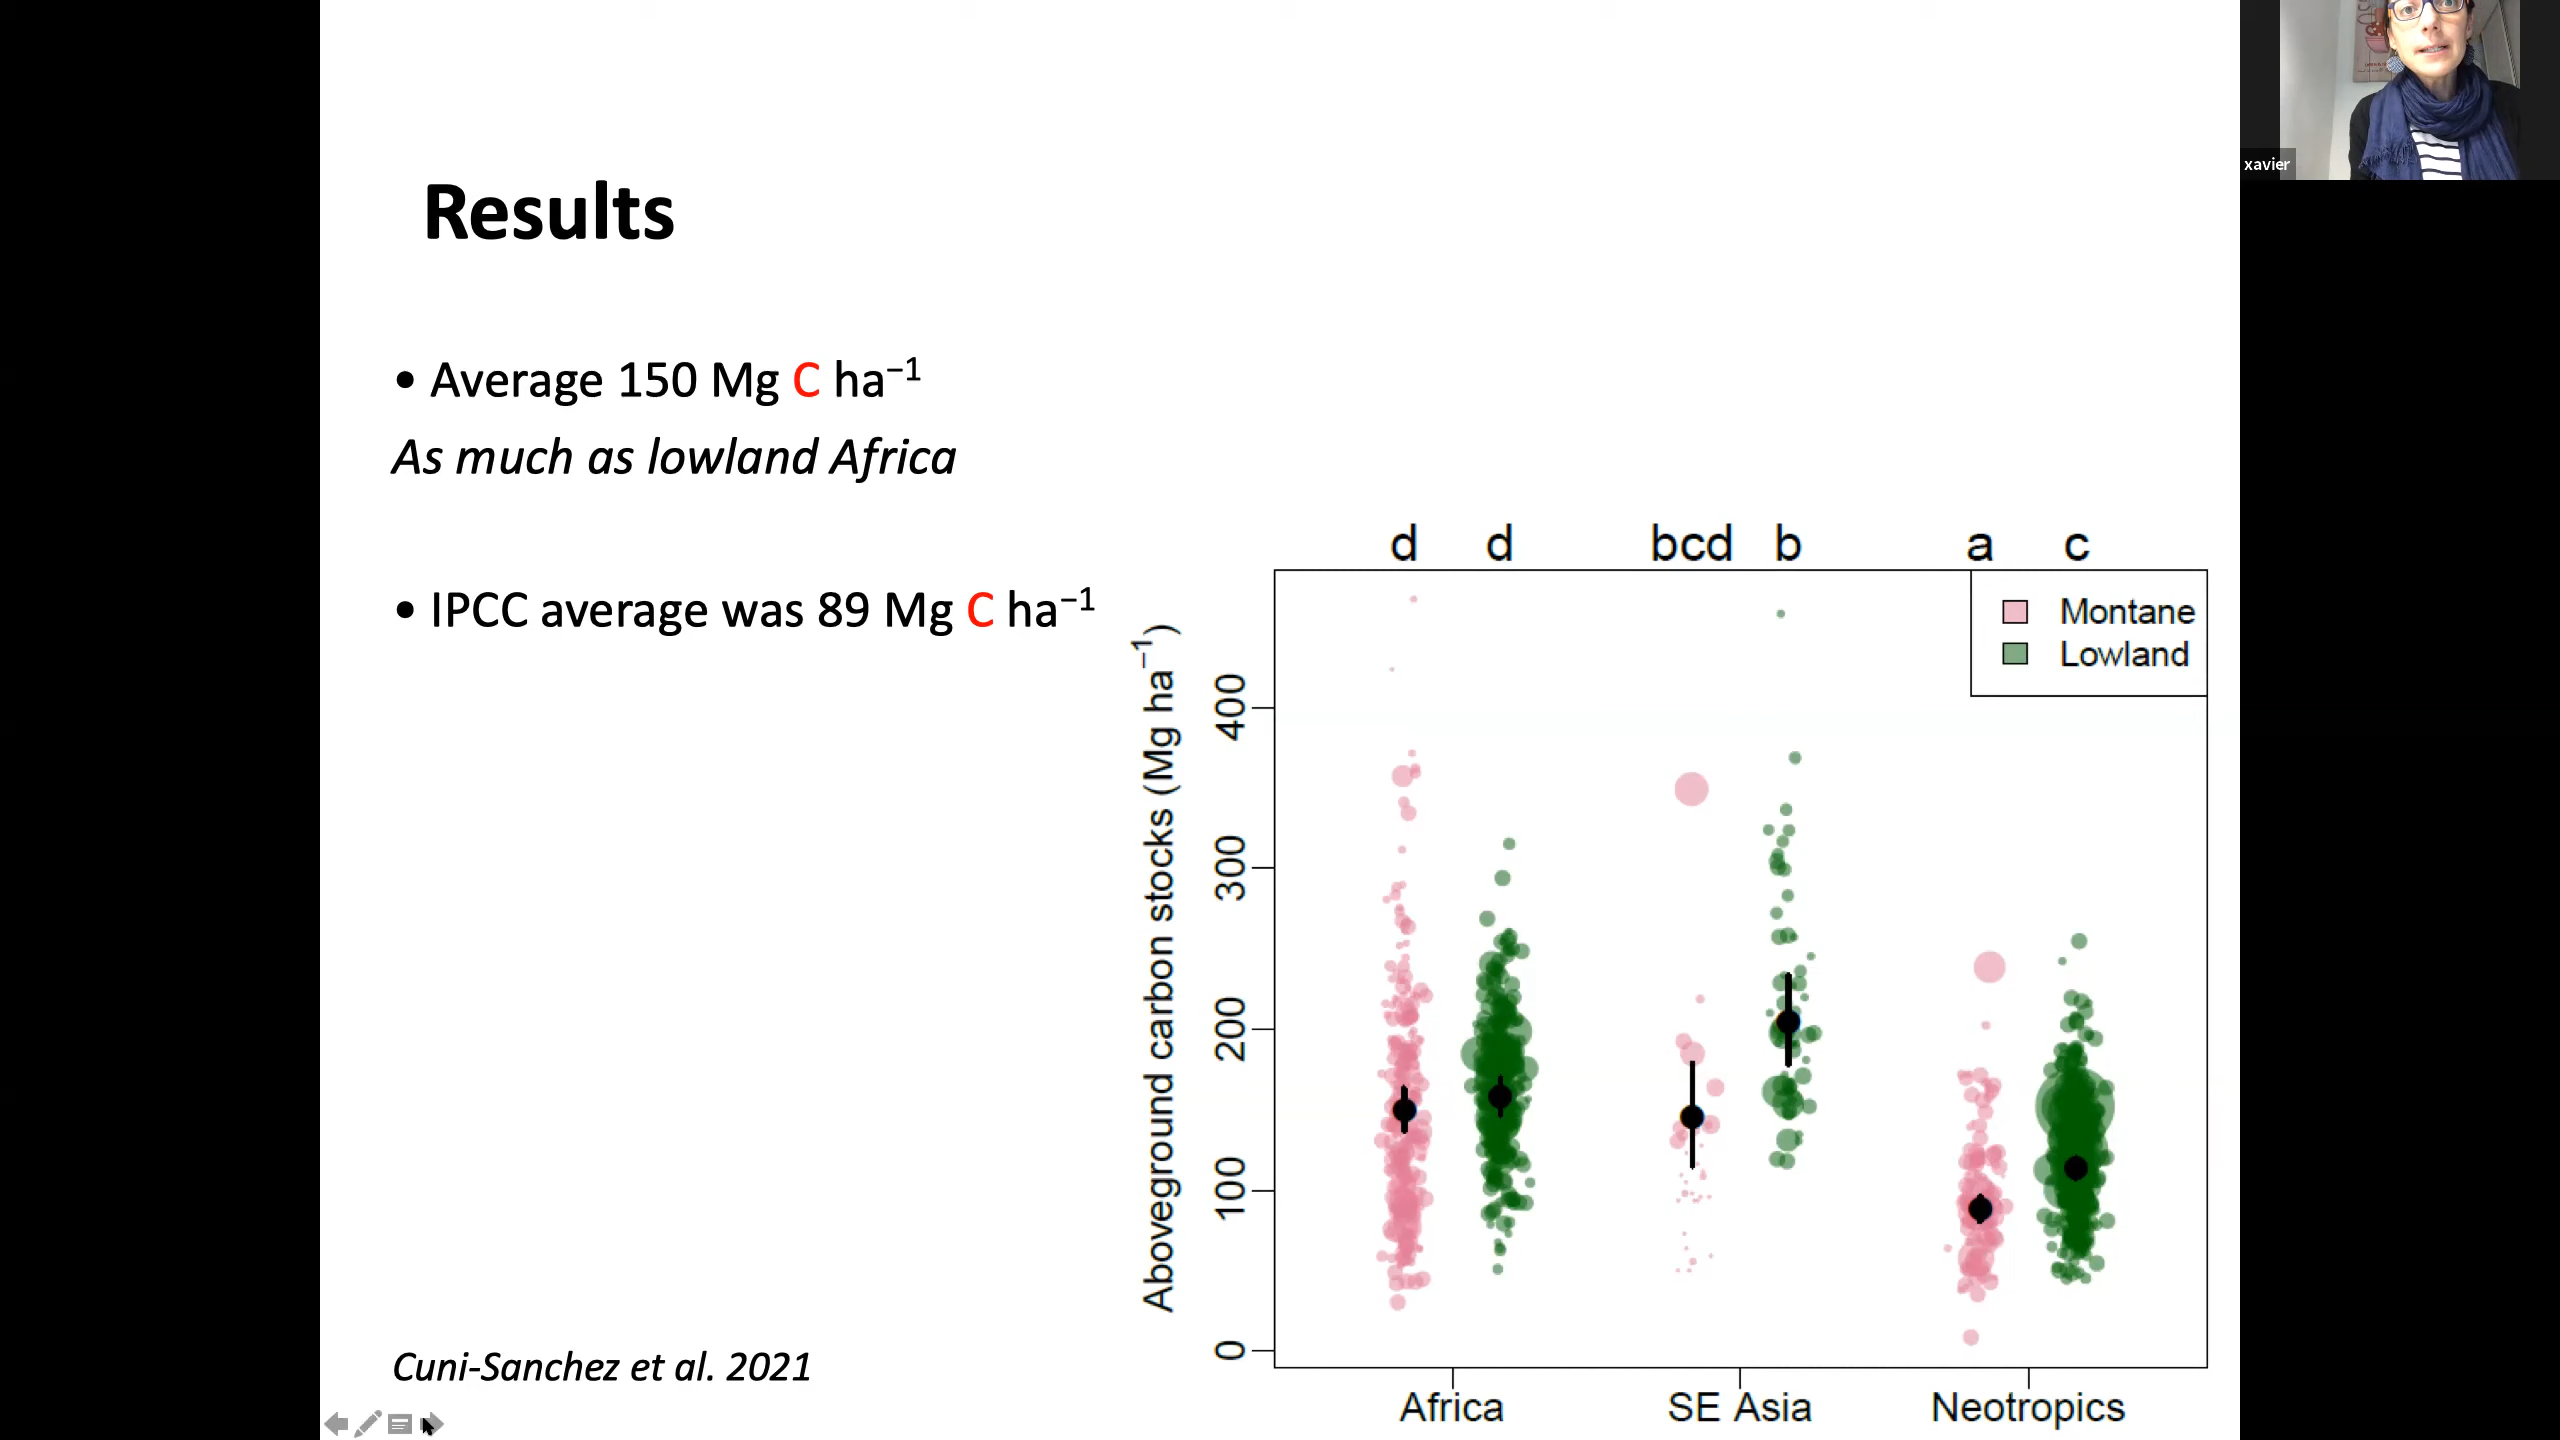 xavier
Results
• Average 150 Mg C ha⁻¹
As much as lowland Africa
• IPCC average was 89 Mg C ha⁻¹
Cuni-Sanchez et al. 2021
d d bcd b a c
Montane
Lowland
Aboveground carbon stocks (Mg ha⁻¹)
400
300
200
100
0
Africa SE Asia Neotropics